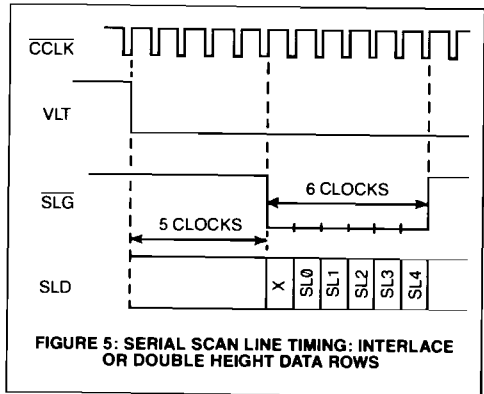 CCLK
VLT
SLG
6 CLOCKS
5 CLOCKS
SLD
X SL0 SL1 SL2 SL3 SL4
FIGURE 5: SERIAL SCAN LINE TIMING: INTERLACE
OR DOUBLE HEIGHT DATA ROWS